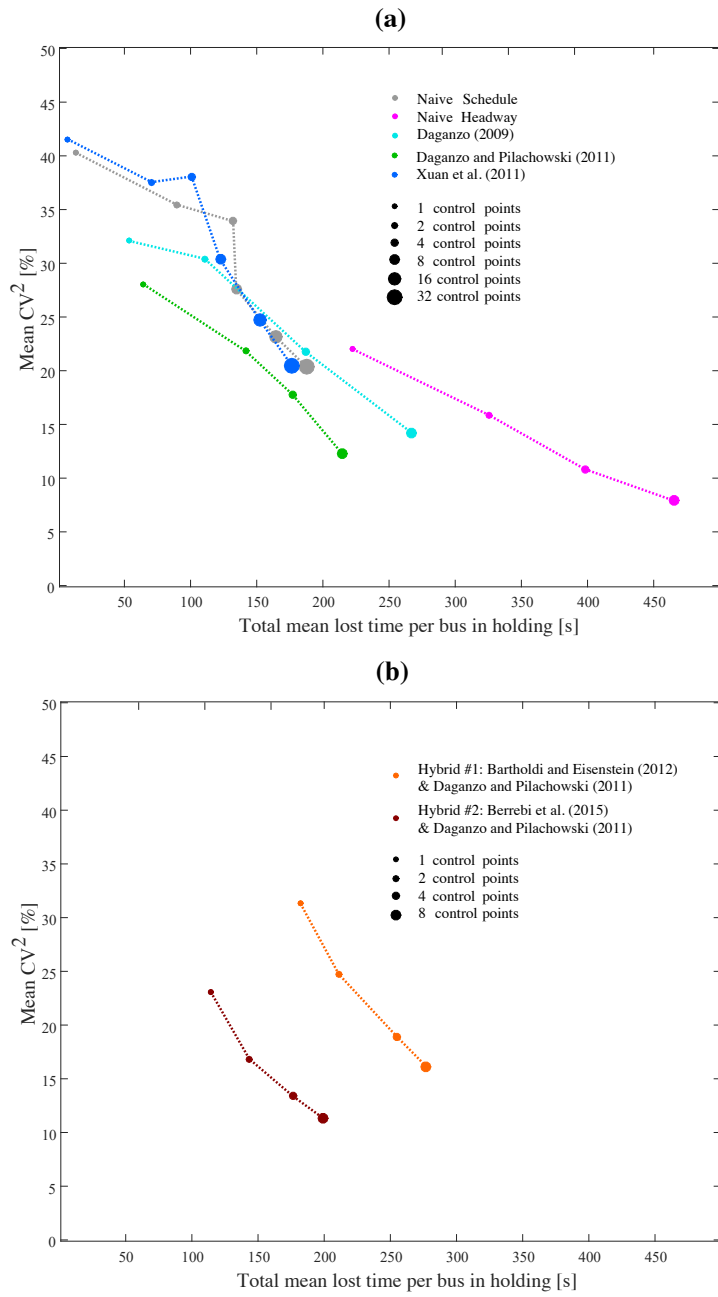 (a)
50
45
40
35
30
25
20
15
10
5
0
Mean CV2 [%]
Naive Schedule
Naive Headway
Daganzo (2009)
Daganzo and Pilachowski (2011)
Xuan et al. (2011)
1 control points
2 control points
4 control points
8 control points
16 control points
32 control points
50 100 150 200 250 300 350 400 450
Total mean lost time per bus in holding [s]
(b)
50
45
40
35
30
25
20
15
10
5
0
Mean CV2 [%]
Hybrid #1: Bartholdi and Eisenstein (2012)
& Daganzo and Pilachowski (2011)
Hybrid #2: Berrebi et al. (2015)
& Daganzo and Pilachowski (2011)
1 control points
2 control points
4 control points
8 control points
50 100 150 200 250 300 350 400 450
Total mean lost time per bus in holding [s]